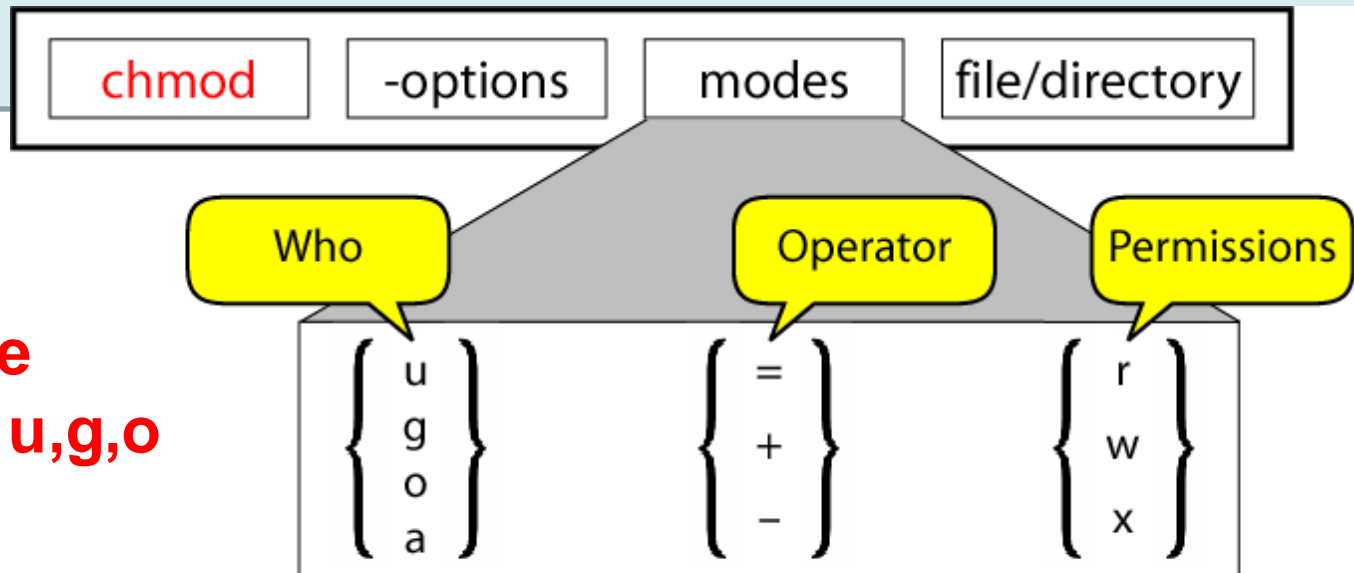 chmod -options modes file/directory
Who Operator Permissions
e
u = r
u,g,o
g + w
o
a - x